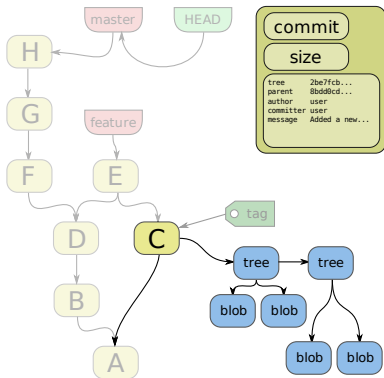 master
HEAD
commit
size
tree 2be7fcb...
parent 8bdd0cd...
author user
committer user
message Added a new...
H
G
feature
F
E
tag
D
C
tree
tree
B
blob
blob
A
blob
blob